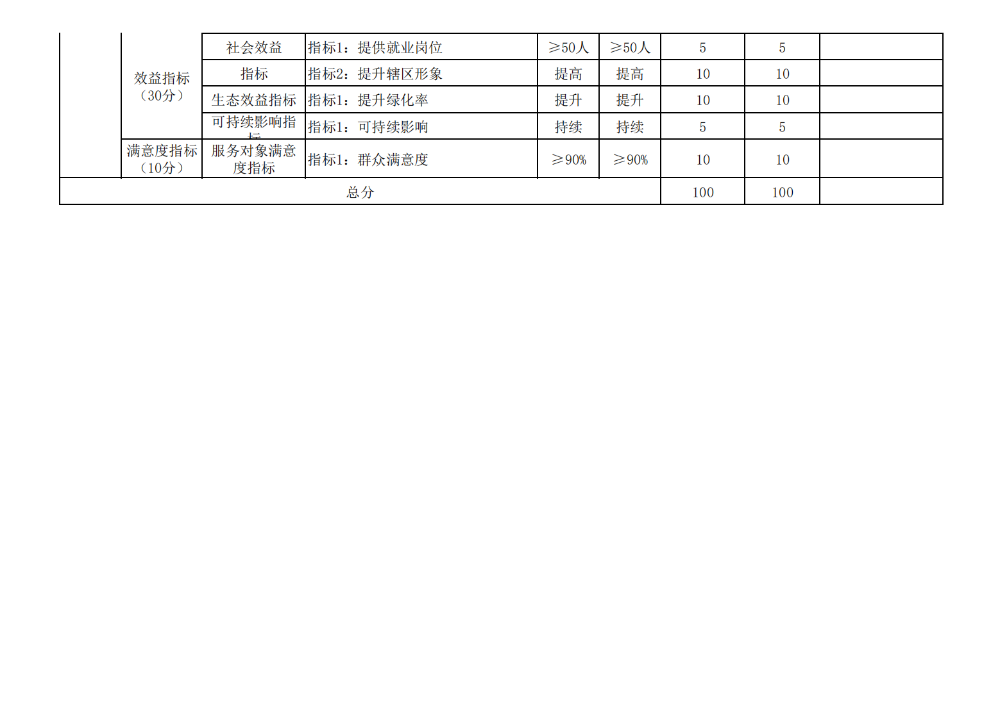 社会效益 指标1：提供就业岗位 ≥50人 ≥50人 5 5
效益指标
（30分）
指标 指标2：提升辖区形象 提高 提高 10 10
生态效益指标 指标1：提升绿化率 提升 提升 10 10
可持续影响指
标
指标1：可持续影响 持续 持续 5 5
满意度指标
（10分）
服务对象满意
度指标
指标1：群众满意度 ≥90% ≥90% 10 10
总分 100 100